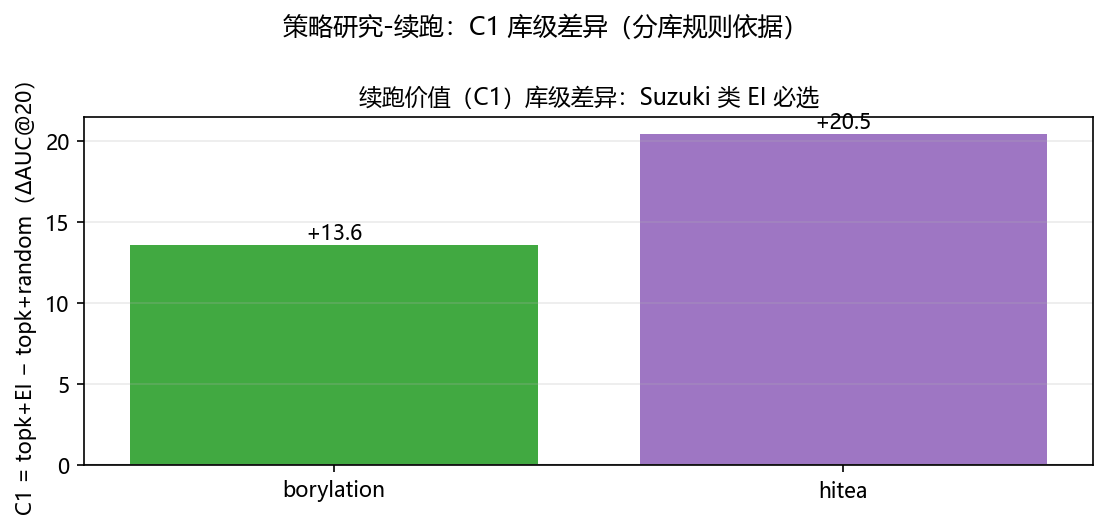 策略研究-续跑：C1 库级差异（分库规则依据）
续跑价值（C1）库级差异：Suzuki 类 EI 必选
C1 = topk+EI − topk+random（ΔAUC@20）
20
15
10
5
0
+13.6
+20.5
borylation
hitea